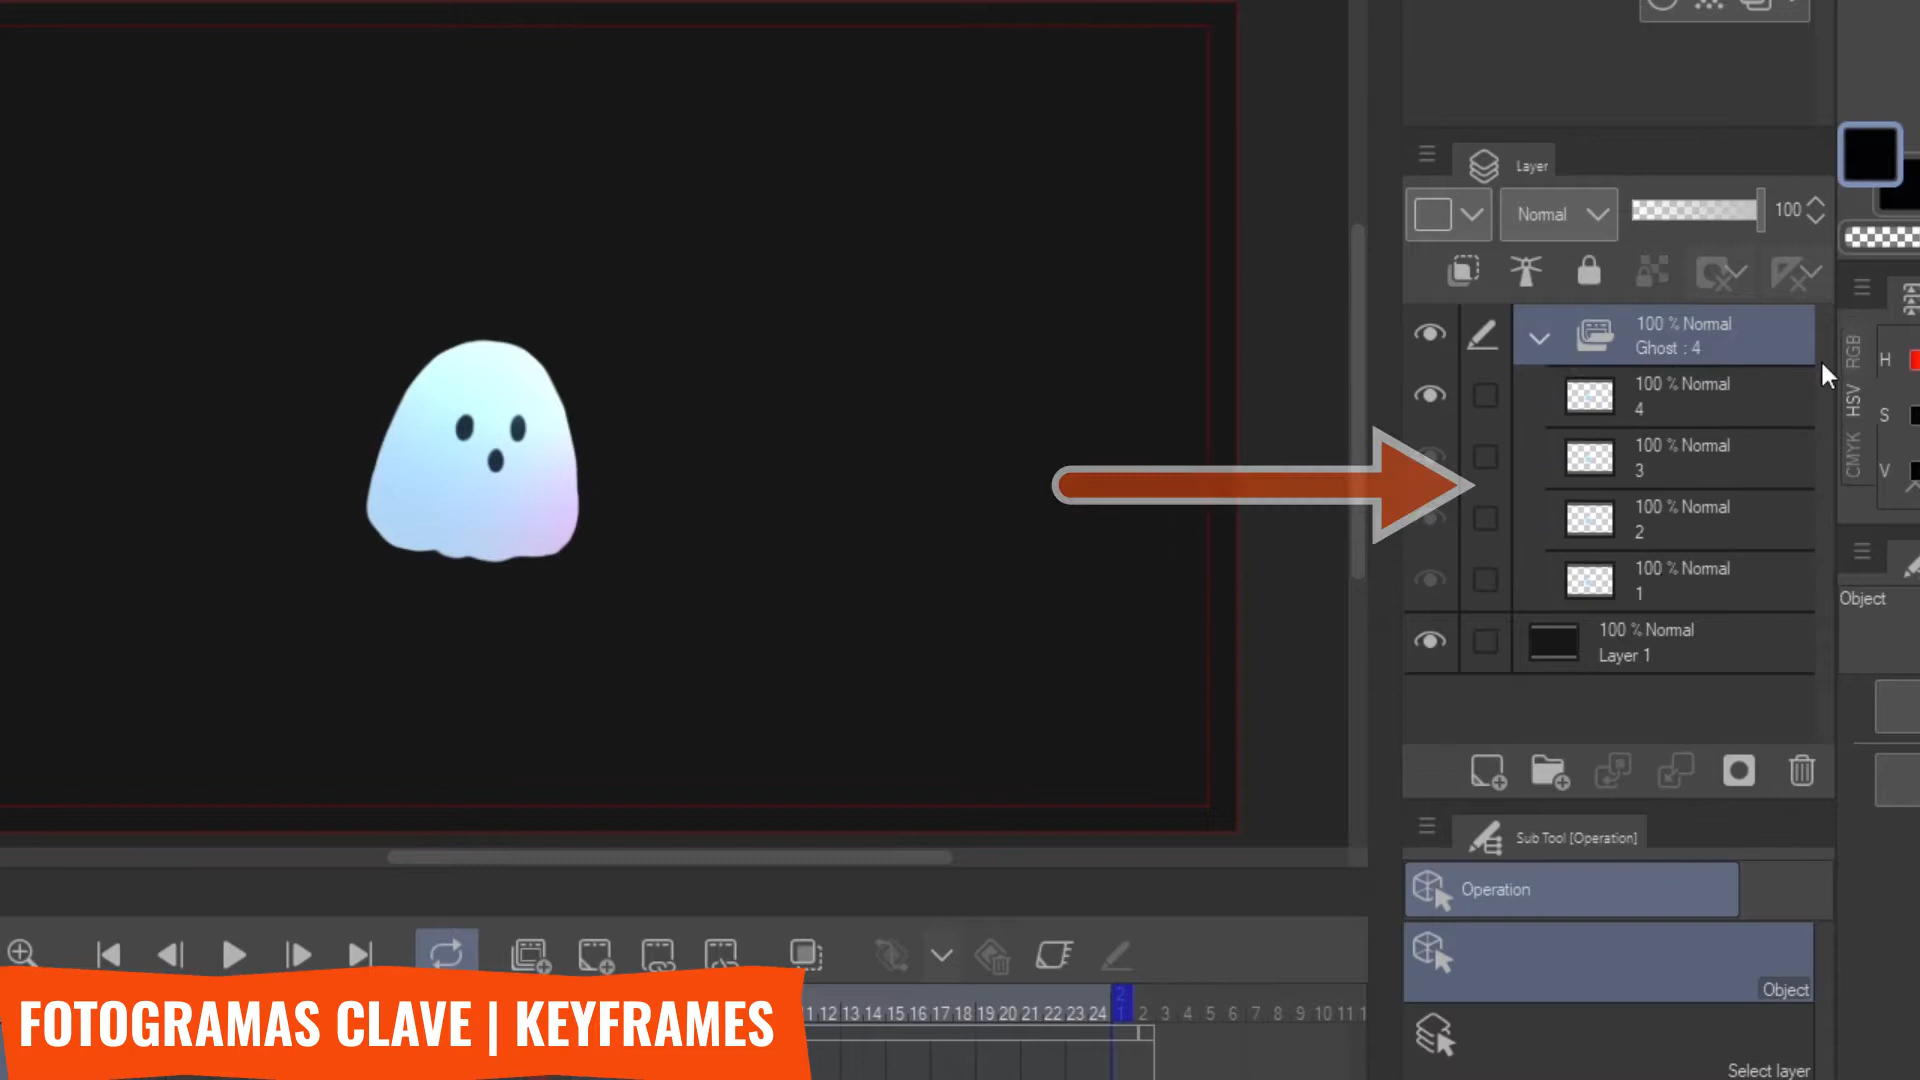 Layer
Normal
100
100 % Normal
Ghost : 4
100 % Normal
4
100 % Normal
3
100 % Normal
2
100 % Normal
1
100 % Normal
Layer 1
RGB
HSV
CMYK
H
S
V
Object
Sub Tool [Operation]
Operation
Object
Select layer
FOTOGRAMAS CLAVE | KEYFRAMES
2
12 13 14 15 16 17 18 19 20 21 22 23 24 1 2 3 4 5 6 7 8 9 10 11